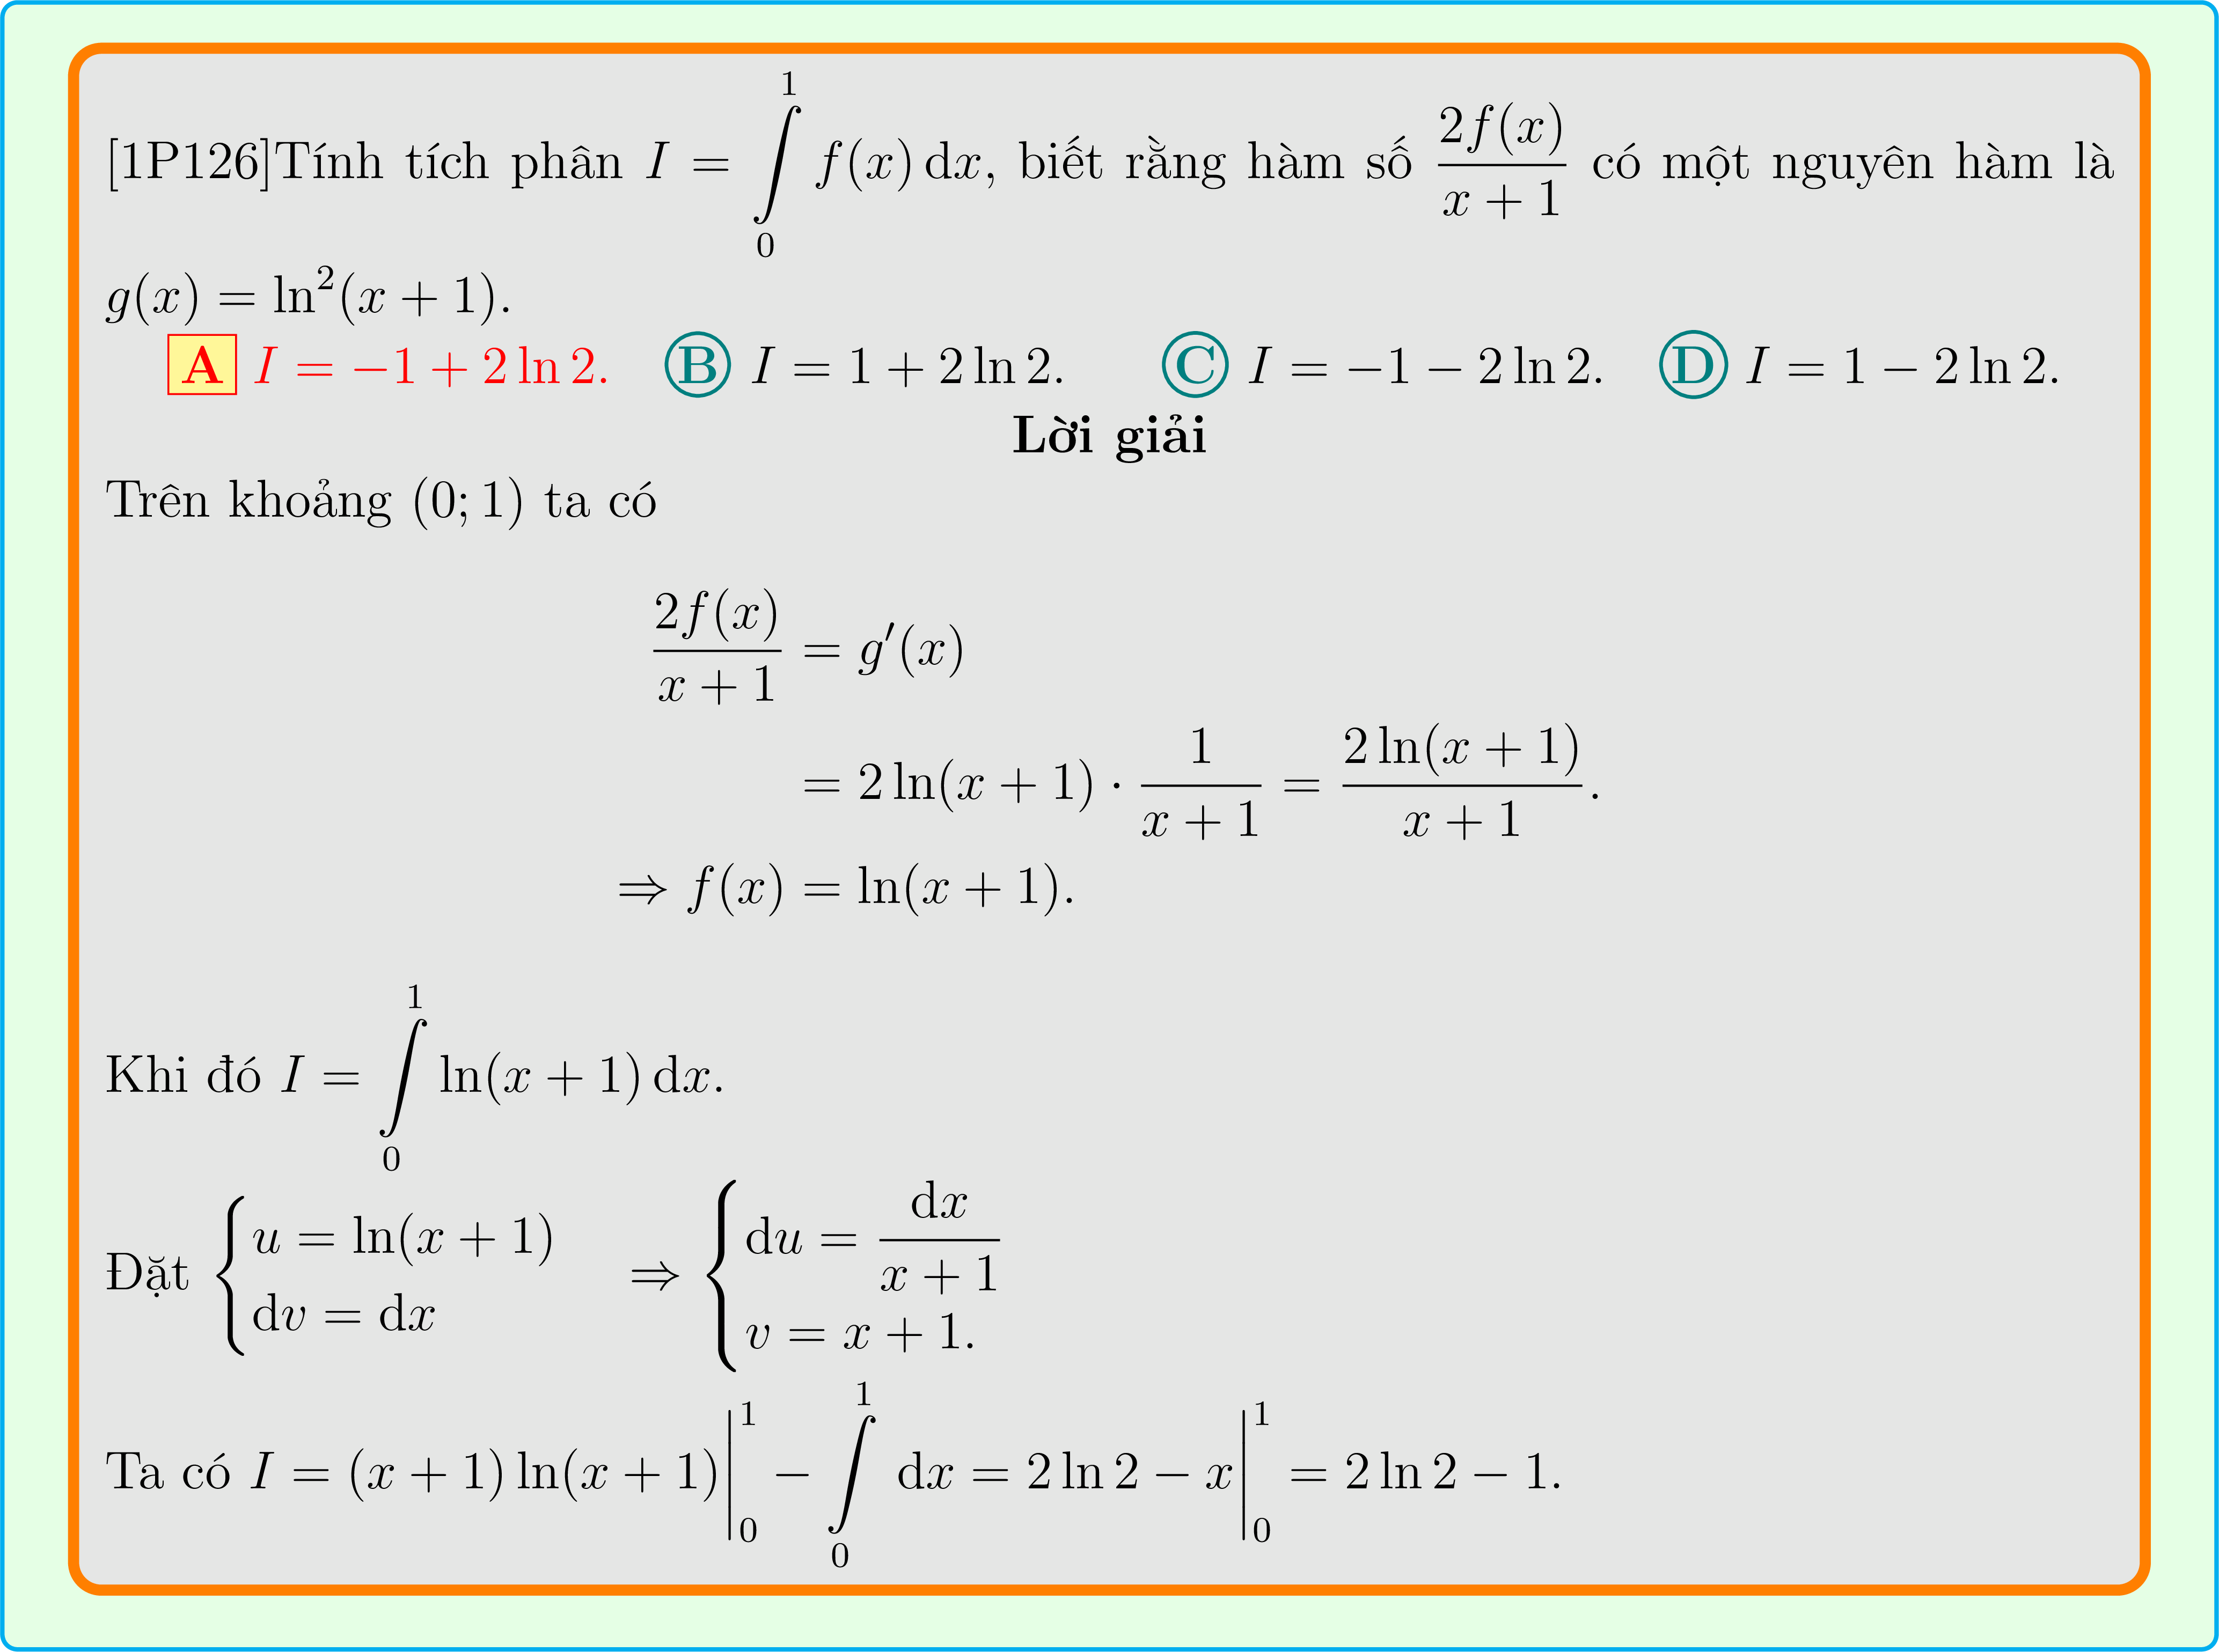 [1P126]Tính tích phân $I = \int\limits_0^1 f(x)\,\mathrm{d}x$, biết rằng hàm số $\dfrac{2f(x)}{x+1}$ có một nguyên hàm là
$g(x) = \ln^2(x+1)$.
A $I = -1 + 2\ln 2$. B $I = 1 + 2\ln 2$. C $I = -1 - 2\ln 2$. D $I = 1 - 2\ln 2$.
Lời giải
Trên khoảng $(0; 1)$ ta có
$\dfrac{2f(x)}{x+1} = g'(x)$
$= 2\ln(x+1) \cdot \dfrac{1}{x+1} = \dfrac{2\ln(x+1)}{x+1}.$
$\Rightarrow f(x) = \ln(x+1).$
Khi đó $I = \int\limits_0^1 \ln(x+1)\,\mathrm{d}x$.
Đặt $\begin{cases} u = \ln(x+1) \\ \mathrm{d}v = \mathrm{d}x \end{cases} \Rightarrow \begin{cases} \mathrm{d}u = \dfrac{\mathrm{d}x}{x+1} \\ v = x+1. \end{cases}$
Ta có $I = (x+1)\ln(x+1)\Big|_0^1 - \int\limits_0^1 \mathrm{d}x = 2\ln 2 - x\Big|_0^1 = 2\ln 2 - 1.$